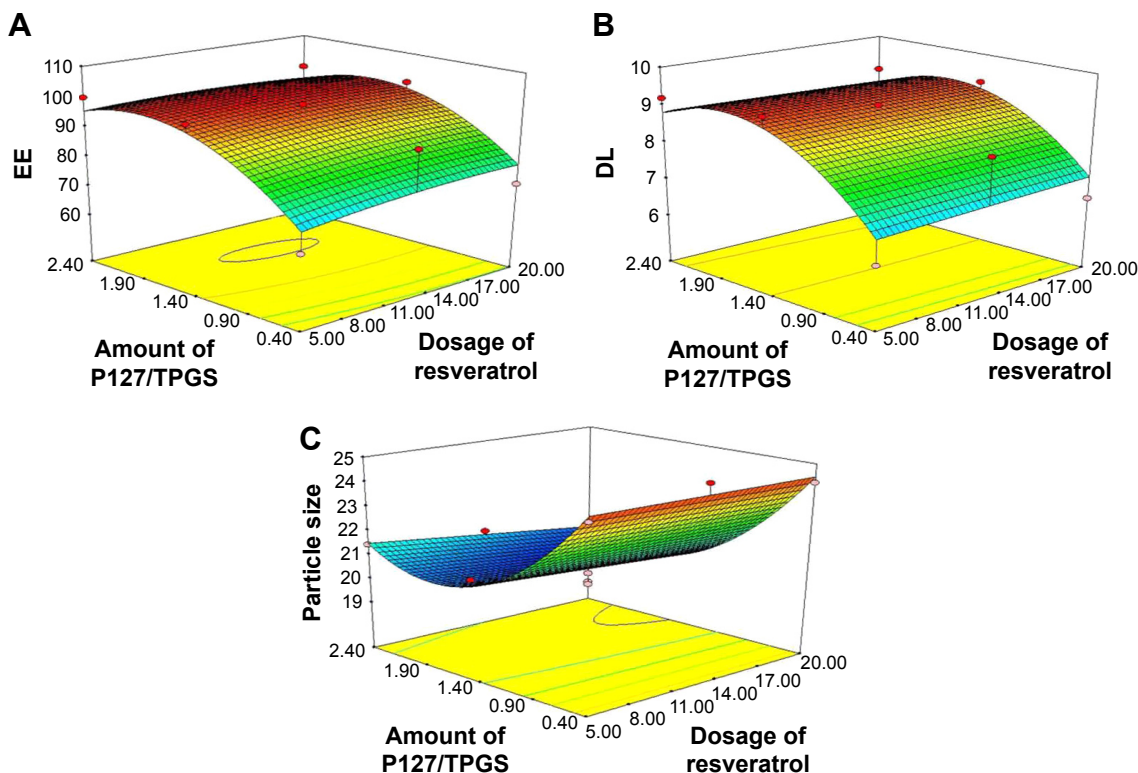 A
110
100
90
80
70
60
EE
2.40
1.90
1.40
0.90
0.40
5.00
8.00
11.00
14.00
17.00
20.00
Amount of
P127/TPGS
Dosage of
resveratrol
B
10
9
8
7
6
DL
2.40
1.90
1.40
0.90
0.40
5.00
8.00
11.00
14.00
17.00
20.00
Amount of
P127/TPGS
Dosage of
resveratrol
C
25
24
23
22
21
20
19
Particle size
2.40
1.90
1.40
0.90
0.40
5.00
8.00
11.00
14.00
17.00
20.00
Amount of
P127/TPGS
Dosage of
resveratrol